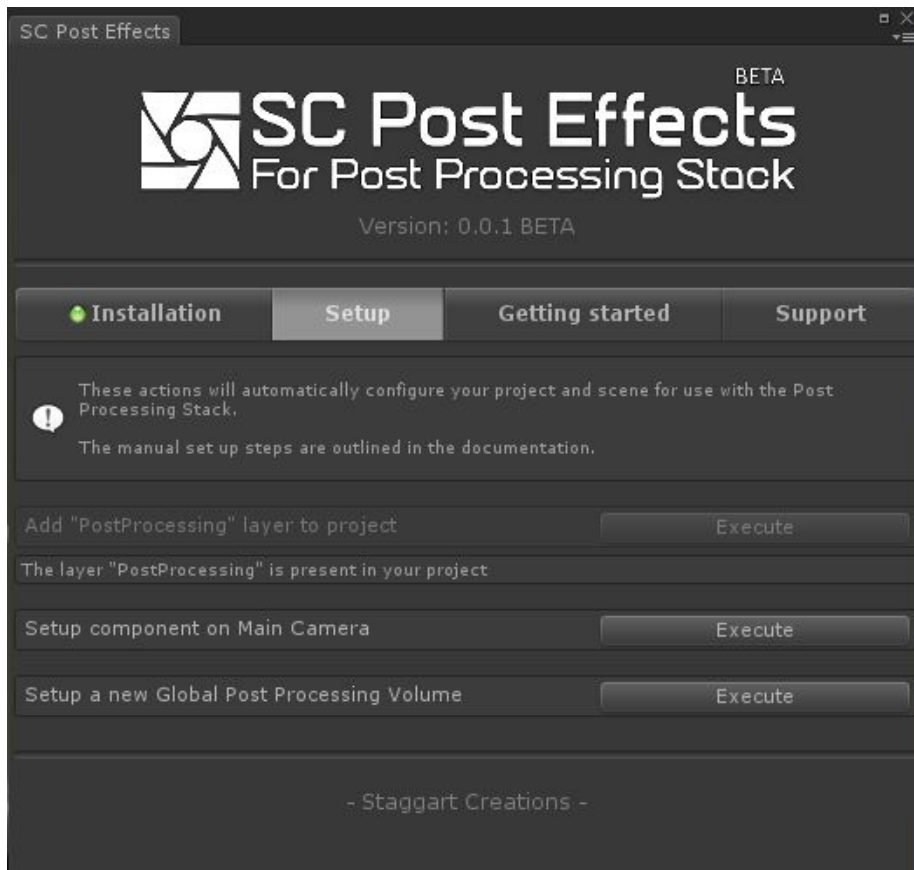 SC Post Effects
BETA
SC Post Effects
For Post Processing Stack
Version: 0.0.1 BETA
Installation Setup Getting started Support
These actions will automatically configure your project and scene for use with the Post
Processing Stack.
The manual set up steps are outlined in the documentation.
Add "PostProcessing" layer to project Execute
The layer "PostProcessing" is present in your project
Setup component on Main Camera Execute
Setup a new Global Post Processing Volume Execute
- Staggart Creations -